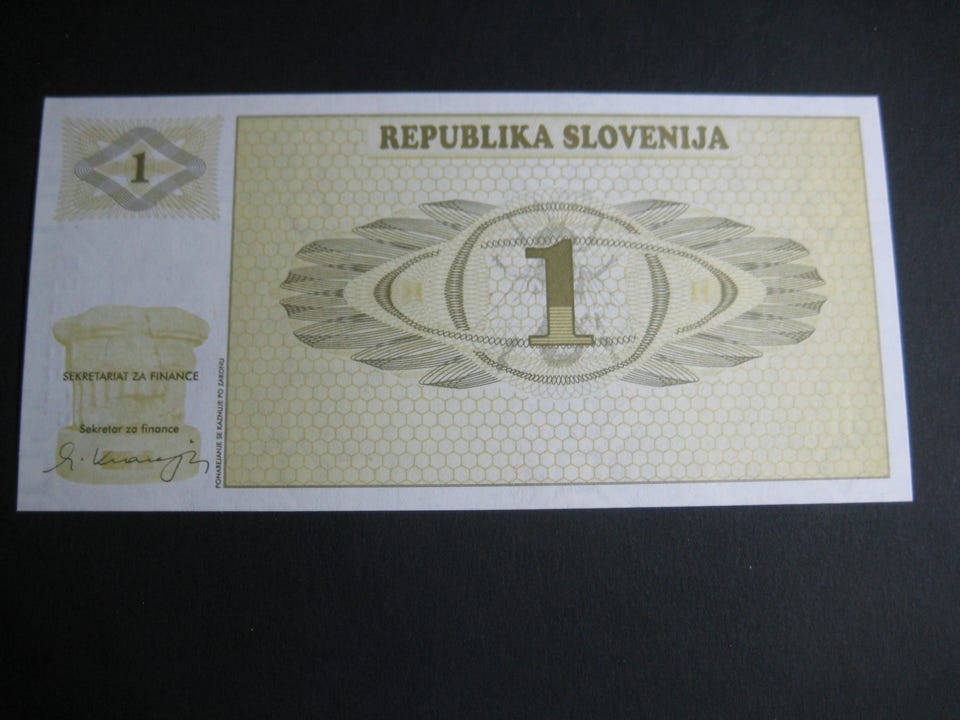 1
REPUBLIKA SLOVENIJA
1
SEKRETARIAT ZA FINANCE
Sekretar za finance
PONAREJANJE SE KAZNUJE PO ZAKONU